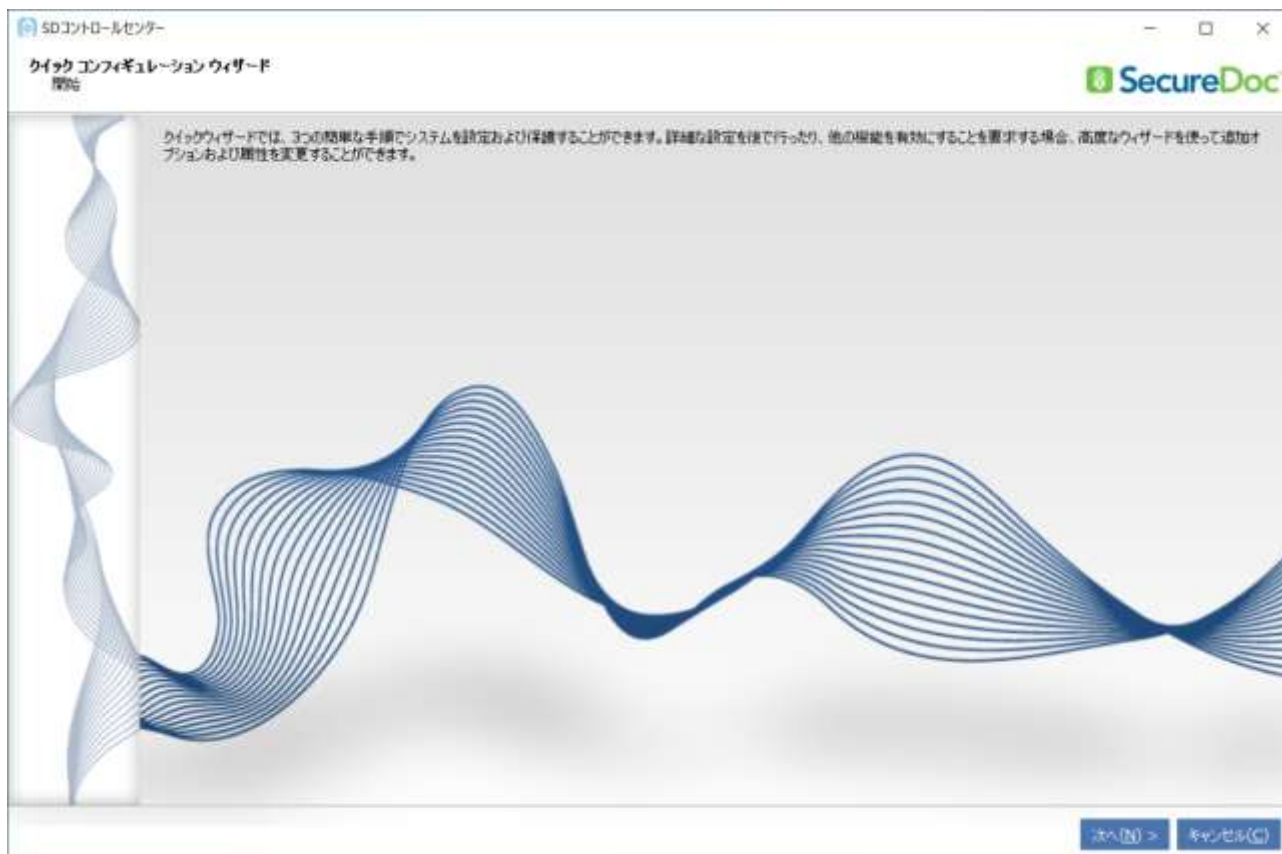 SDコントロールセンター
クイック コンフィギュレーション ウィザード
開始
SecureDoc
クイックウィザードでは、3つの簡単な手順でシステムを設定および保護することができます。詳細な設定を後で行ったり、他の機能を有効にすることを要求する場合、高度なウィザードを使って追加オ
プションおよび属性を変更することができます。
次へ(N) >
キャンセル(C)